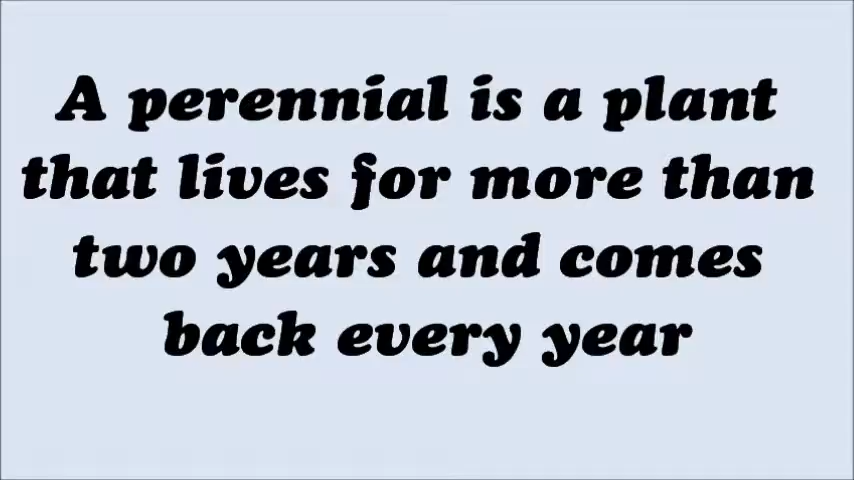 A perennial is a plant
that lives for more than
two years and comes
back every year